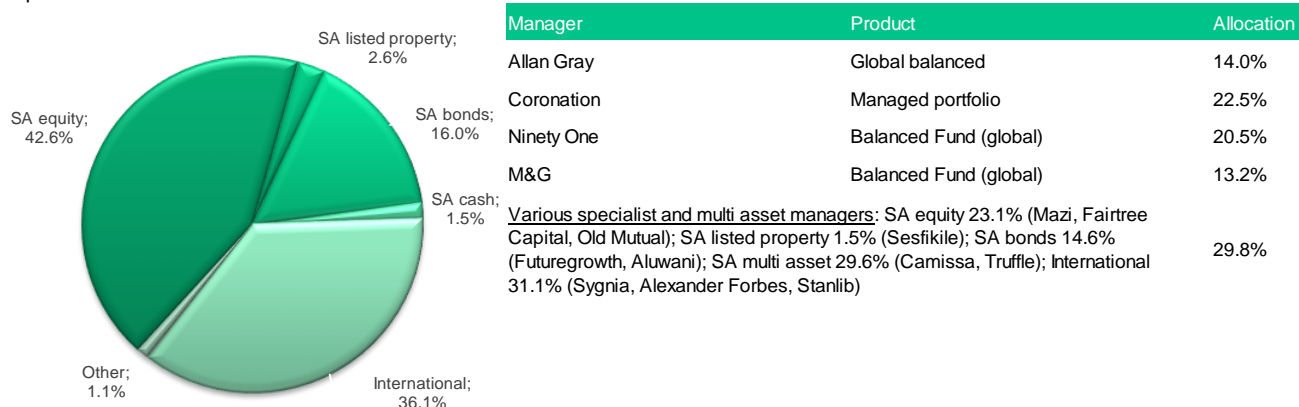 SA listed property;
2.6%
SA equity;
42.6%
SA bonds;
16.0%
SA cash;
1.5%
Other;
1.1%
International;
36.1%
Manager Product Allocation
Allan Gray Global balanced 14.0%
Coronation Managed portfolio 22.5%
Ninety One Balanced Fund (global) 20.5%
M&G Balanced Fund (global) 13.2%
Various specialist and multi asset managers: SA equity 23.1% (Mazi, Fairtree
Capital, Old Mutual); SA listed property 1.5% (Sesfikile); SA bonds 14.6%
(Futuregrowth, Aluwani); SA multi asset 29.6% (Camissa, Truffle); International
31.1% (Sygnia, Alexander Forbes, Stanlib)
29.8%